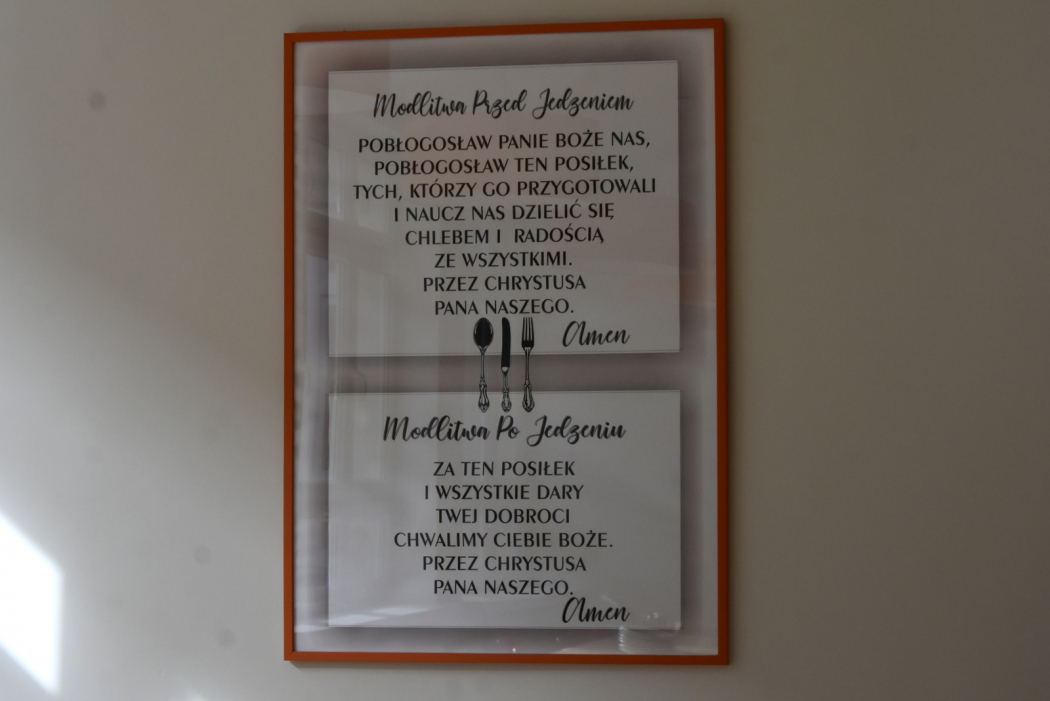 Modlitwa Przed Jedzeniem
POBŁOGOSŁAW PANIE BOŻE NAS,
POBŁOGOSŁAW TEN POSIŁEK,
TYCH, KTÓRZY GO PRZYGOTOWALI
I NAUCZ NAS DZIELIĆ SIĘ
CHLEBEM I RADOŚCIĄ
ZE WSZYSTKIMI.
PRZEZ CHRYSTUSA
PANA NASZEGO.
Amen
Modlitwa Po Jedzeniu
ZA TEN POSIŁEK
I WSZYSTKIE DARY
TWEJ DOBROCI
CHWALIMY CIEBIE BOŻE.
PRZEZ CHRYSTUSA
PANA NASZEGO.
Amen